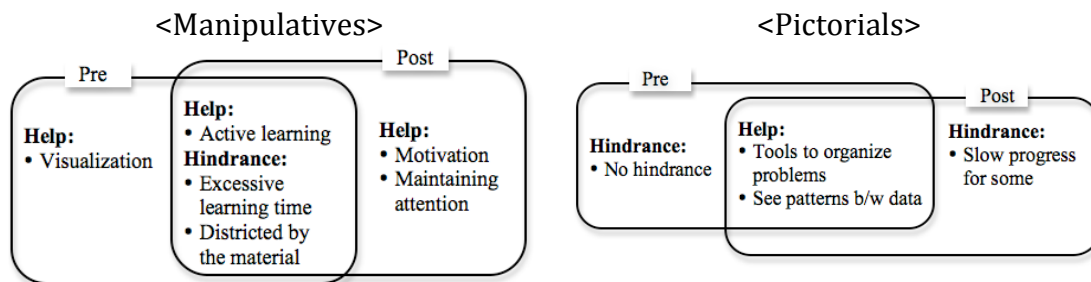 <Manipulatives>
Pre
Post
Help:
• Visualization
Help:
• Active learning
Hindrance:
• Excessive
learning time
• Districted by
the material
Help:
• Motivation
• Maintaining
attention
<Pictorials>
Pre
Post
Hindrance:
• No hindrance
Help:
• Tools to organize
problems
• See patterns b/w data
Hindrance:
• Slow progress
for some